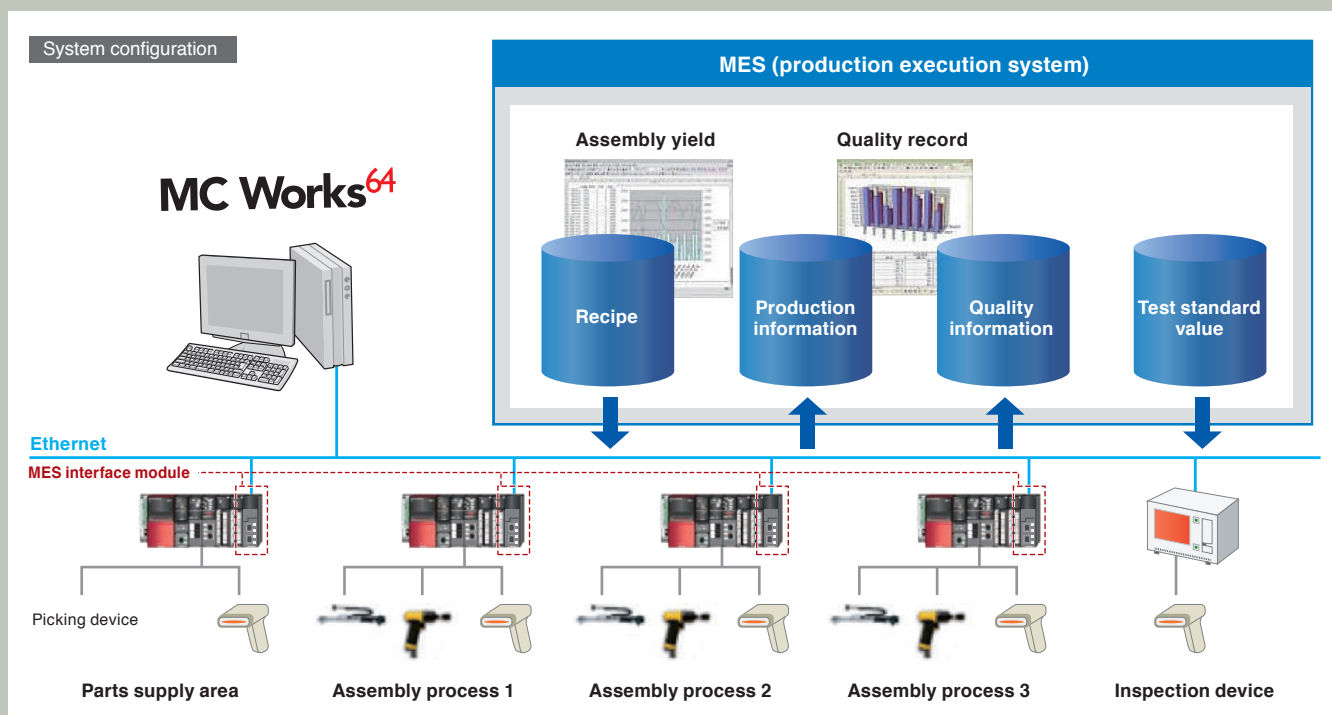 System configuration
MES (production execution system)
Assembly yield
Quality record
MC Works64
Recipe
Production
information
Quality
information
Test standard
value
Ethernet
MES interface module
Picking device
Parts supply area
Assembly process 1
Assembly process 2
Assembly process 3
Inspection device